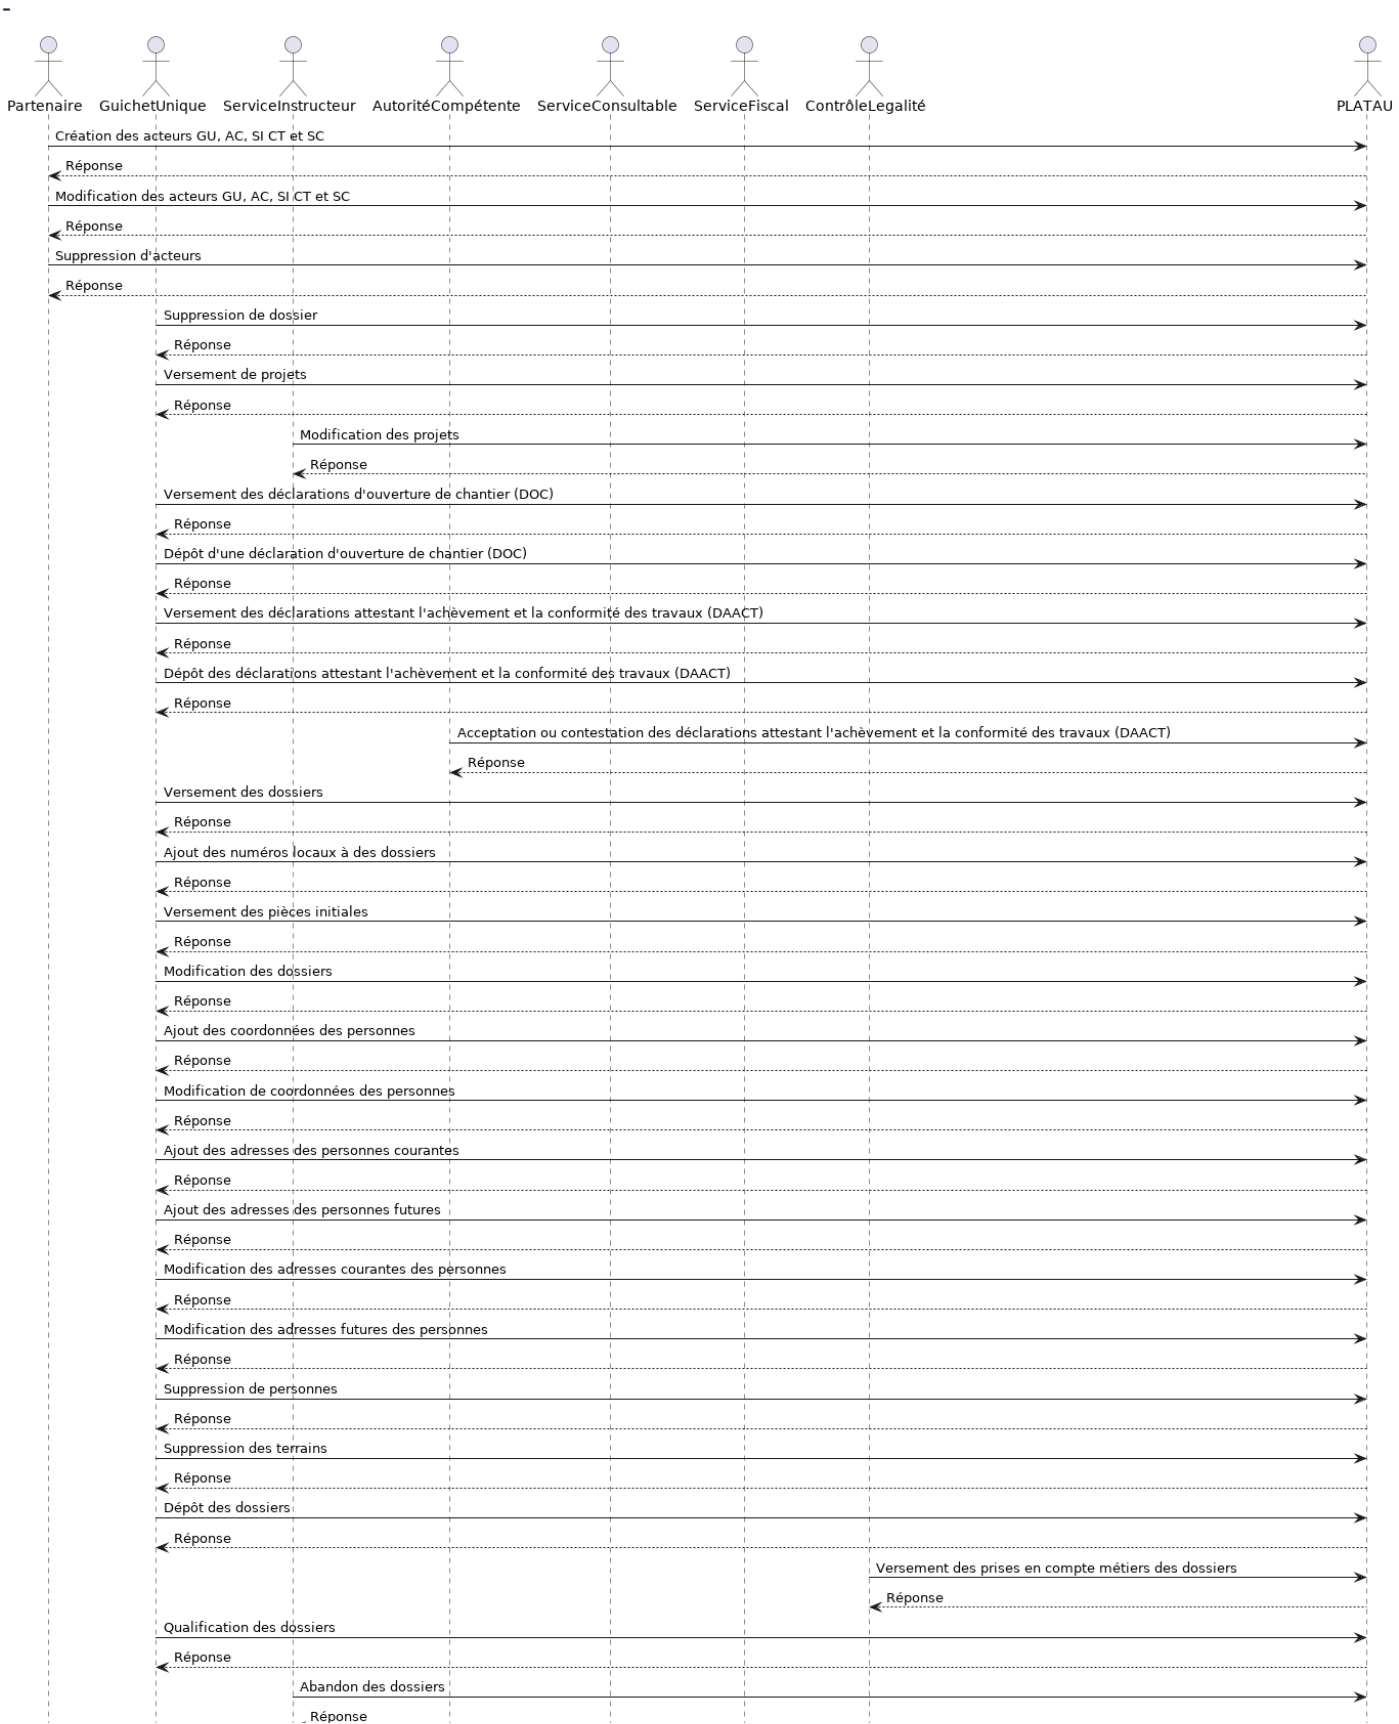 -
Partenaire GuichetUnique ServiceInstructeur AutoritéCompétente ServiceConsultable ServiceFiscal ContrôleLegalité PLATAU
Création des acteurs GU, AC, SI CT et SC
Réponse
Modification des acteurs GU, AC, SI CT et SC
Réponse
Suppression d'acteurs
Réponse
Suppression de dossier
Réponse
Versement de projets
Réponse
Modification des projets
Réponse
Versement des déclarations d'ouverture de chantier (DOC)
Réponse
Dépôt d'une déclaration d'ouverture de chantier (DOC)
Réponse
Versement des déclarations attestant l'achèvement et la conformité des travaux (DAACT)
Réponse
Dépôt des déclarations attestant l'achèvement et la conformité des travaux (DAACT)
Réponse
Acceptation ou contestation des déclarations attestant l'achèvement et la conformité des travaux (DAACT)
Réponse
Versement des dossiers
Réponse
Ajout des numéros locaux à des dossiers
Réponse
Versement des pièces initiales
Réponse
Modification des dossiers
Réponse
Ajout des coordonnées des personnes
Réponse
Modification de coordonnées des personnes
Réponse
Ajout des adresses des personnes courantes
Réponse
Ajout des adresses des personnes futures
Réponse
Modification des adresses courantes des personnes
Réponse
Modification des adresses futures des personnes
Réponse
Suppression de personnes
Réponse
Suppression des terrains
Réponse
Dépôt des dossiers
Réponse
Versement des prises en compte métiers des dossiers
Réponse
Qualification des dossiers
Réponse
Abandon des dossiers
Réponse